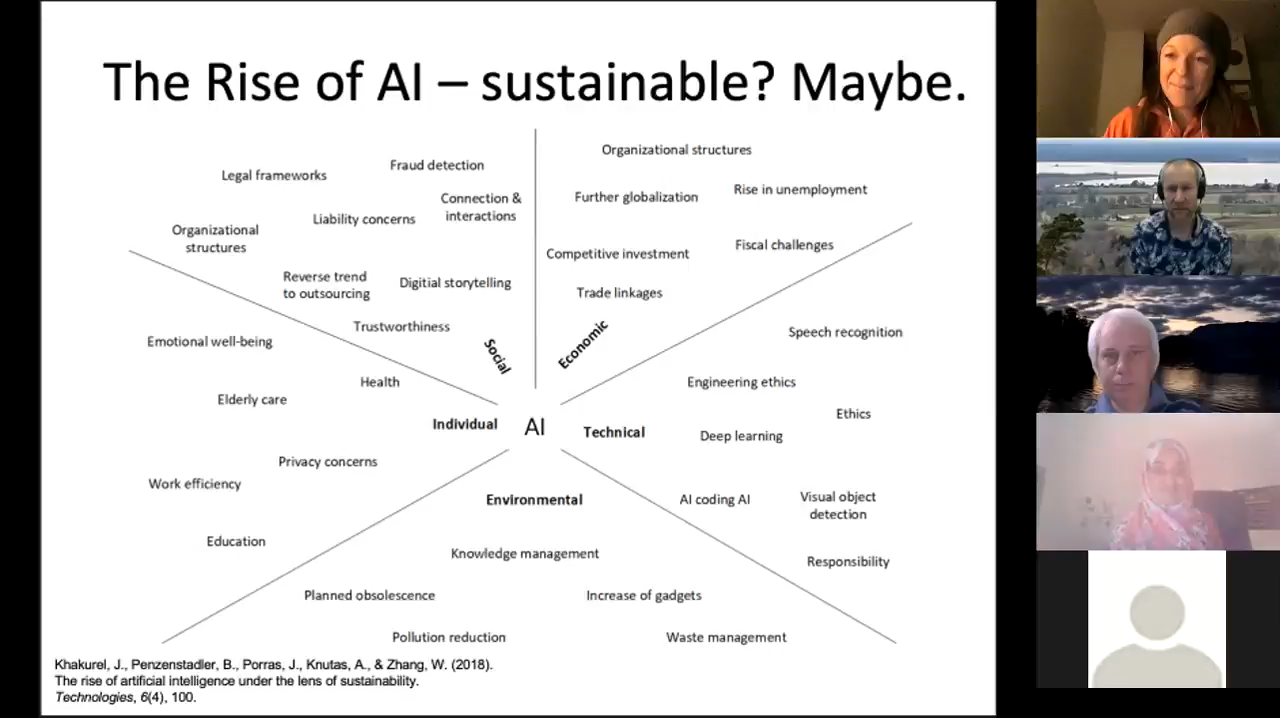 The Rise of AI – sustainable? Maybe.
Legal frameworks
Fraud detection
Connection &
interactions
Liability concerns
Organizational
structures
Reverse trend
to outsourcing
Digitial storytelling
Trustworthiness
Social
Organizational structures
Further globalization
Rise in unemployment
Competitive investment
Fiscal challenges
Trade linkages
Economic
Emotional well-being
Health
Elderly care
Individual
Privacy concerns
Work efficiency
Education
AI
Technical
Speech recognition
Engineering ethics
Ethics
Deep learning
AI coding AI
Visual object
detection
Responsibility
Environmental
Knowledge management
Planned obsolescence
Increase of gadgets
Pollution reduction
Waste management
Khakurel, J., Penzenstadler, B., Porras, J., Knutas, A., & Zhang, W. (2018).
The rise of artificial intelligence under the lens of sustainability.
Technologies, 6(4), 100.